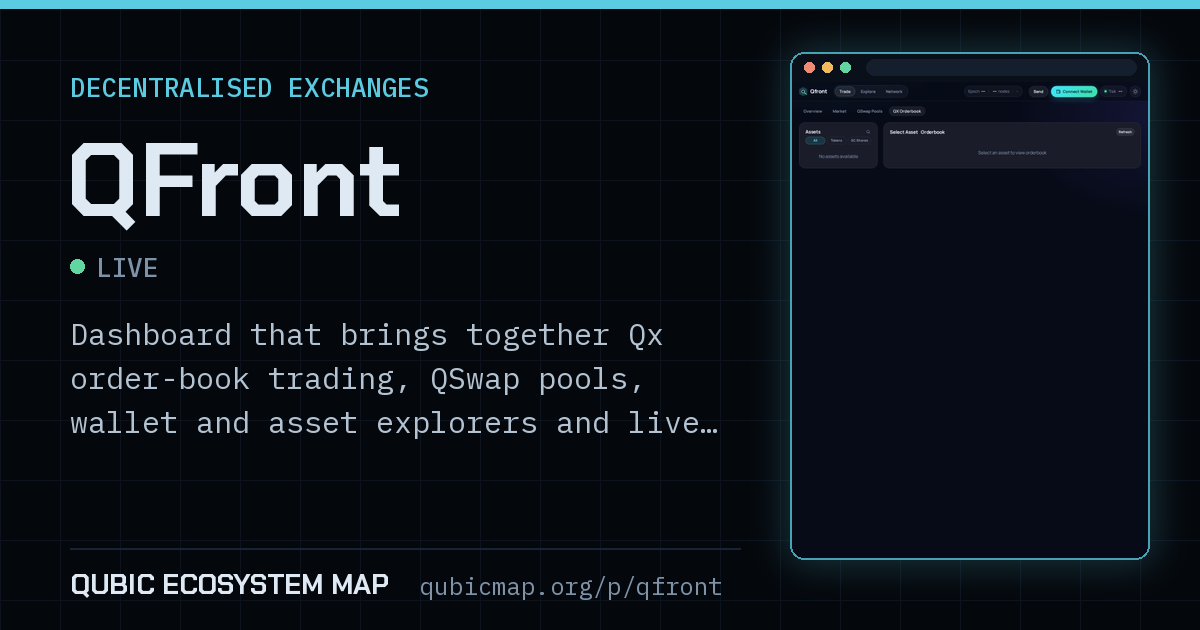 DECENTRALISED EXCHANGES
QFront
LIVE
Dashboard that brings together Qx
order-book trading, QSwap pools,
wallet and asset explorers and live…
QUBIC ECOSYSTEM MAP qubicmap.org/p/qfront
Qfront Trade Explore Network Send Connect Wallet
Overview Market QSwap Pools QX Orderbook
Assets
All Tokens SC Shares
No assets available
Select Asset Orderbook Refresh
Select an asset to view orderbook